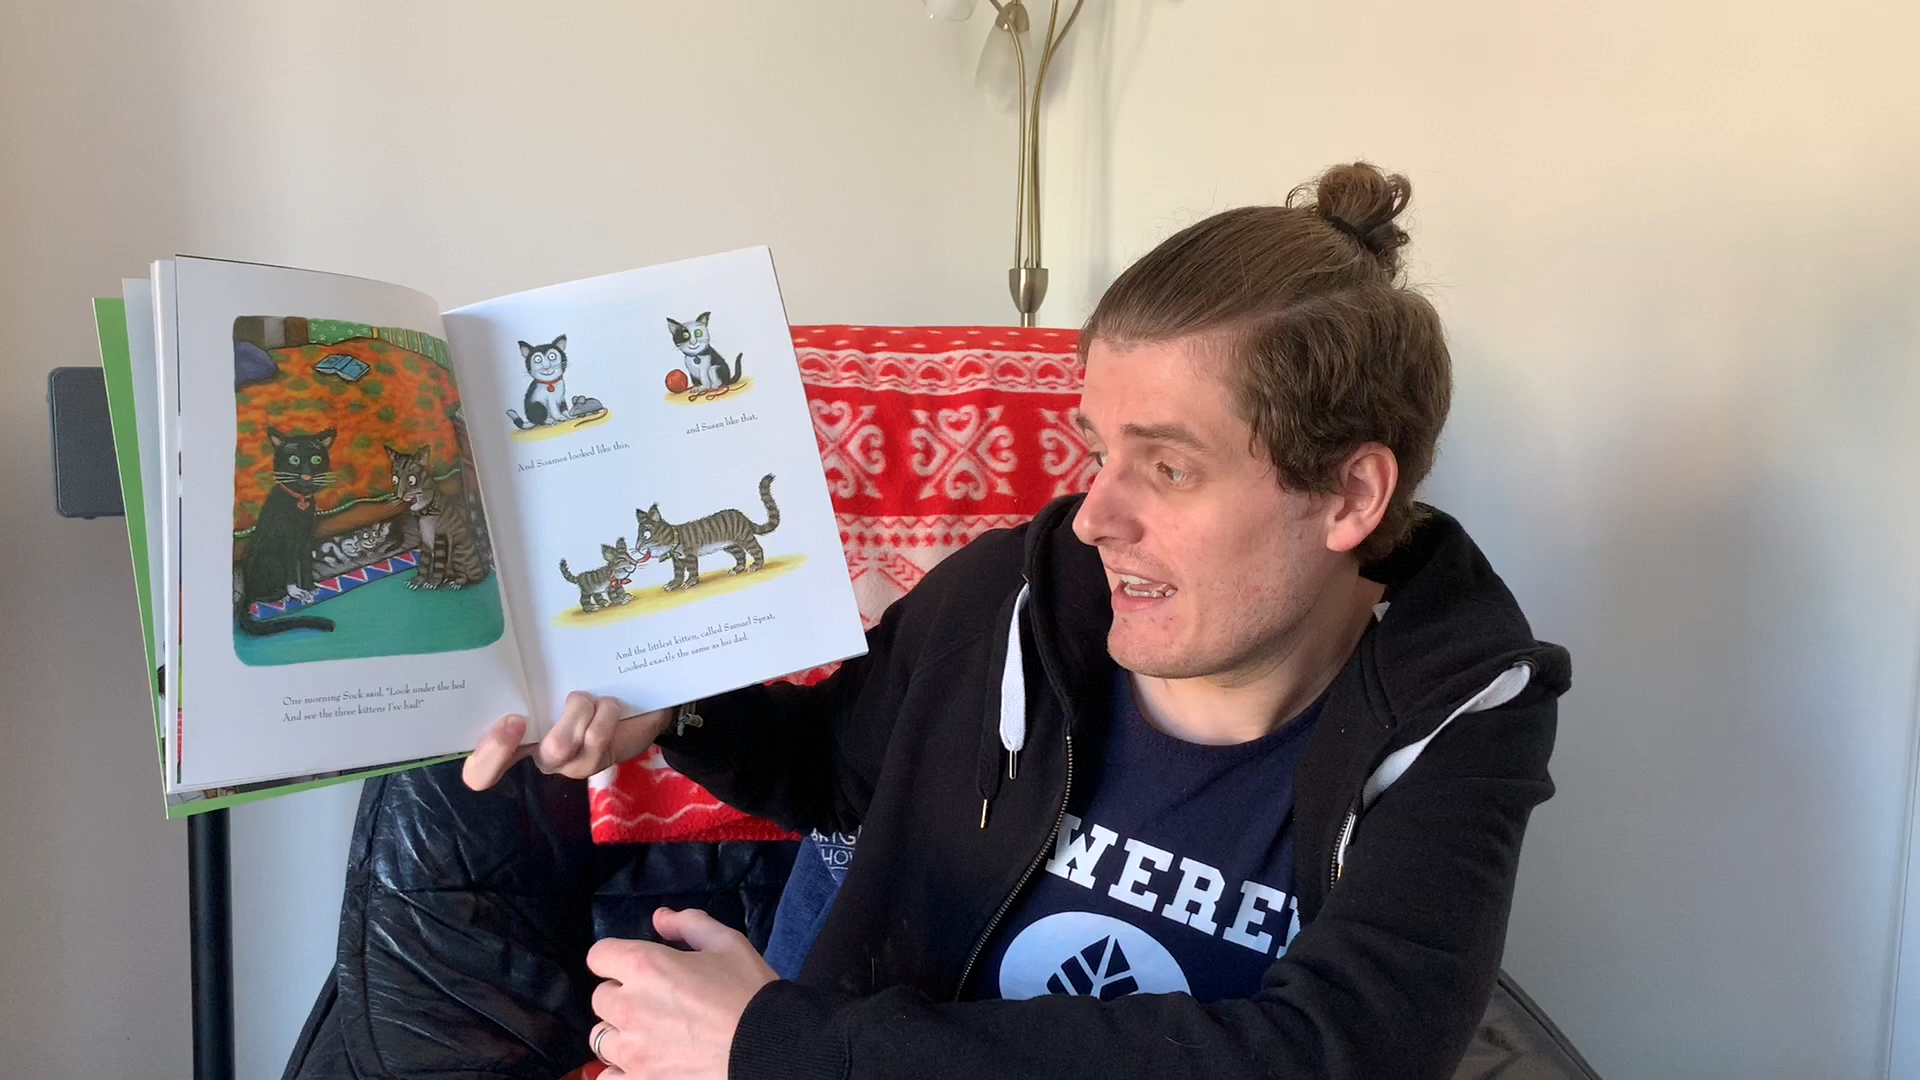 One morning Sock said, "Look under the bed
And see the three kittens I've had!"
And Soames looked like this,
and Susan like that,
And the littlest kitten, called Samuel Sprat,
Looked exactly the same as his dad.